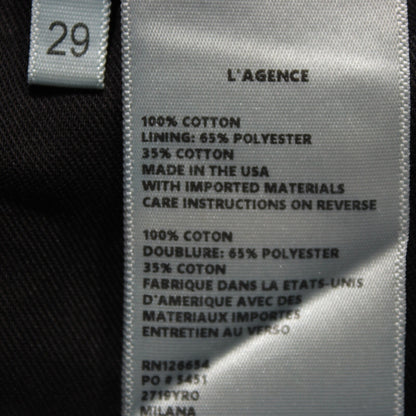 29
L'AGENCE
100% COTTON
LINING: 65% POLYESTER
35% COTTON
MADE IN THE USA
WITH IMPORTED MATERIALS
CARE INSTRUCTIONS ON REVERSE
100% COTON
DOUBLURE: 65% POLYESTER
35% COTON
FABRIQUE DANS LA ETATS-UNIS
D'AMERIQUE AVEC DES
MATERIAUX IMPORTES
ENTRETIEN AU VERSO
RN126654
PO # 5451
2719YRO
MILANA